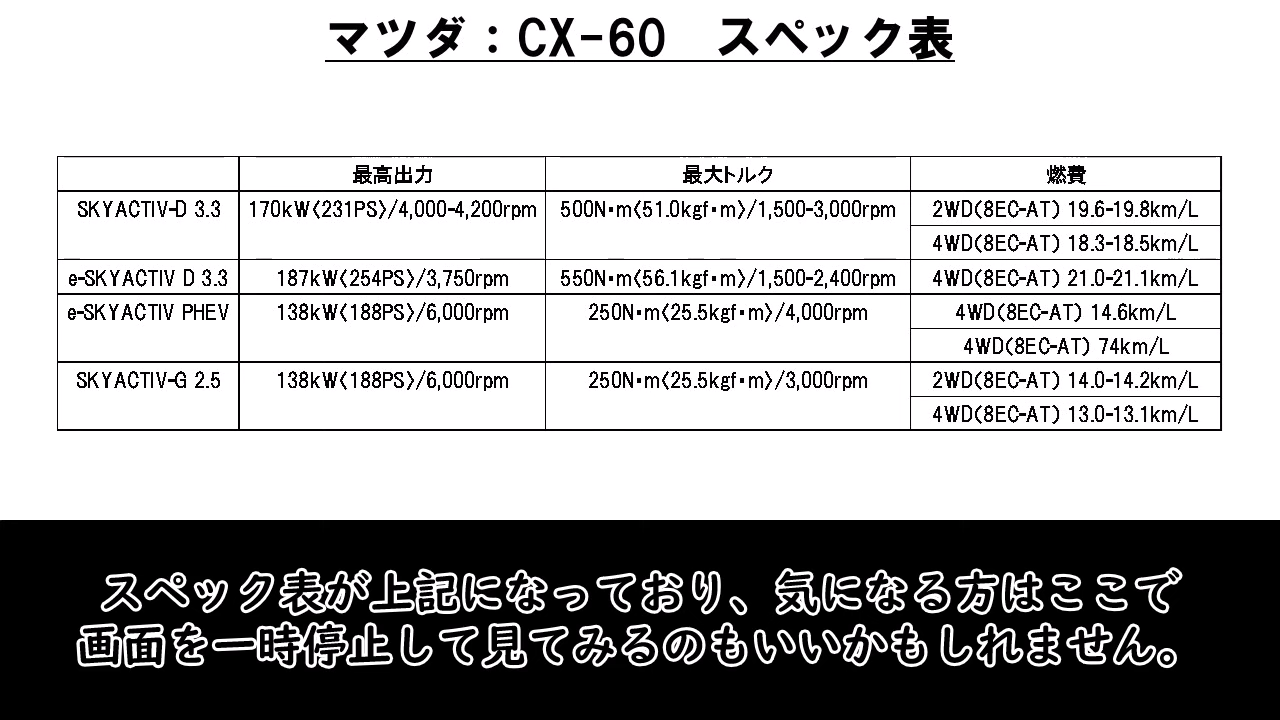 マツダ：CX-60　スペック表
最高出力 最大トルク 燃費
SKYACTIV-D 3.3 170kW〈231PS〉/4,000-4,200rpm 500N・m〈51.0kgf・m〉/1,500-3,000rpm 2WD(8EC-AT) 19.6-19.8km/L
4WD(8EC-AT) 18.3-18.5km/L
e-SKYACTIV D 3.3 187kW〈254PS〉/3,750rpm 550N・m〈56.1kgf・m〉/1,500-2,400rpm 4WD(8EC-AT) 21.0-21.1km/L
e-SKYACTIV PHEV 138kW〈188PS〉/6,000rpm 250N・m〈25.5kgf・m〉/4,000rpm 4WD(8EC-AT) 14.6km/L
4WD(8EC-AT) 74km/L
SKYACTIV-G 2.5 138kW〈188PS〉/6,000rpm 250N・m〈25.5kgf・m〉/3,000rpm 2WD(8EC-AT) 14.0-14.2km/L
4WD(8EC-AT) 13.0-13.1km/L
スペック表が上記になっており、気になる方はここで
画面を一時停止して見てみるのもいいかもしれません。